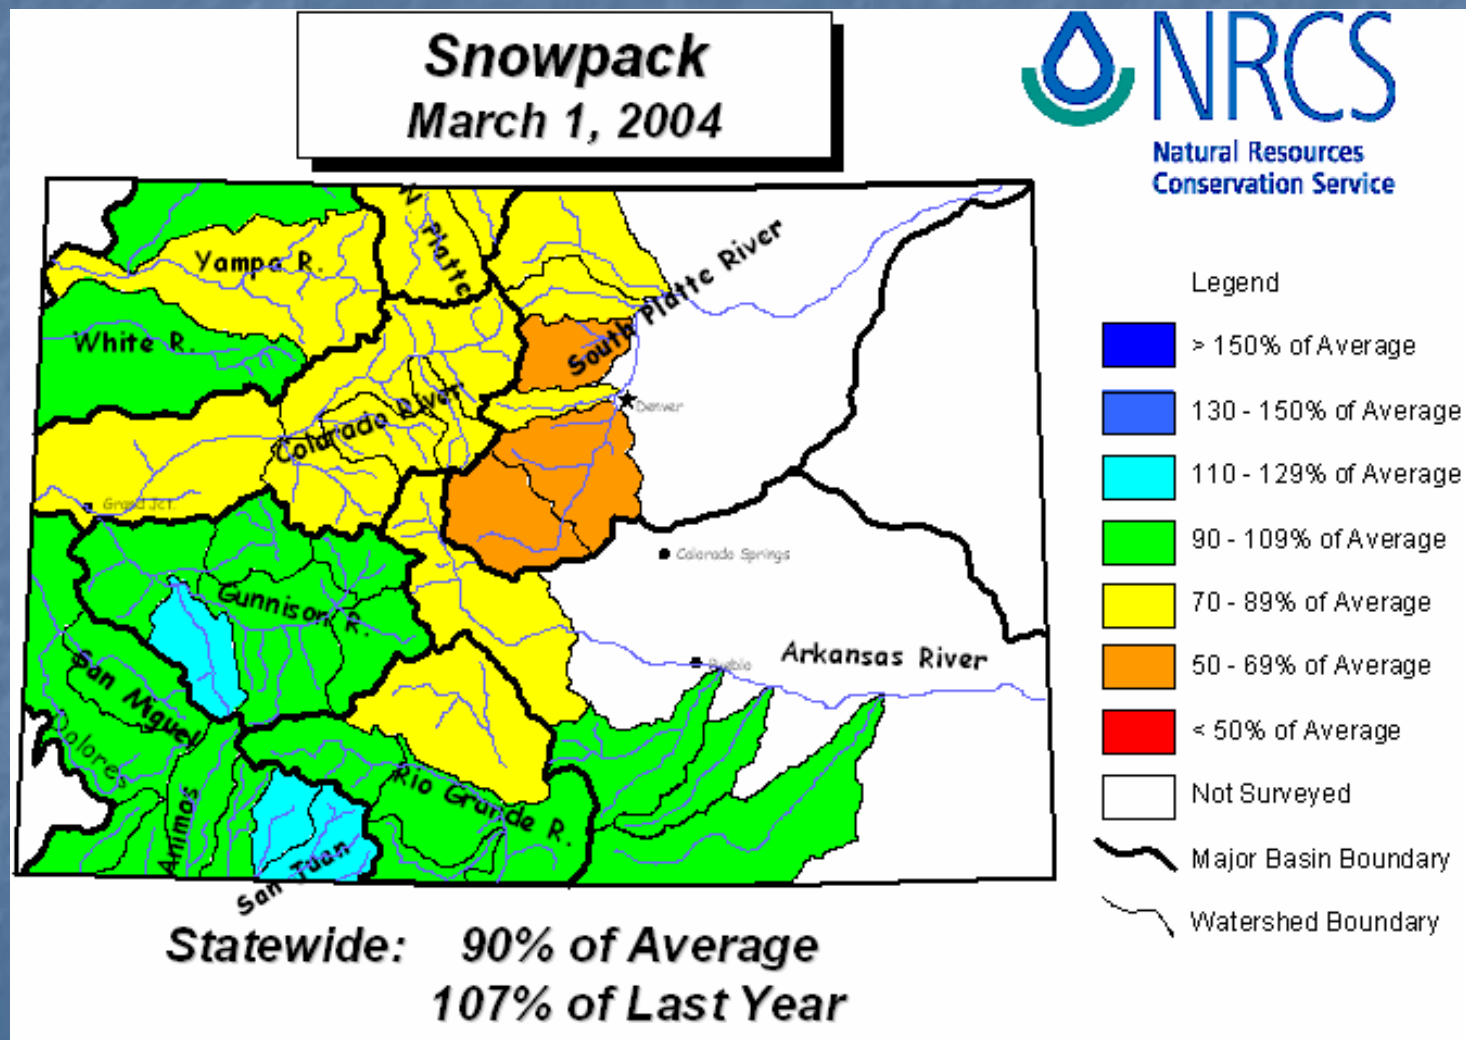 Snowpack
March 1, 2004
NRCS
Natural Resources
Conservation Service
N. Platte
Yampa R.
South Platte River
White R.
Colorado River
Denver
Grand Jct.
Colorado Springs
Gunnison R.
San Miguel
Pueblo
Arkansas River
Dolores
Animas
San Juan
Rio Grande R.
Legend
> 150% of Average
130 - 150% of Average
110 - 129% of Average
90 - 109% of Average
70 - 89% of Average
50 - 69% of Average
< 50% of Average
Not Surveyed
Major Basin Boundary
Watershed Boundary
Statewide: 90% of Average
107% of Last Year